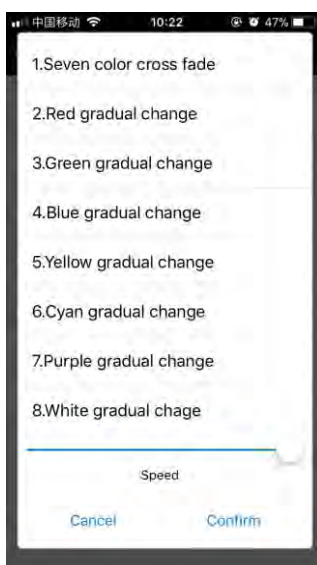 中国移动 10:22 47%
1.Seven color cross fade
2.Red gradual change
3.Green gradual change
4.Blue gradual change
5.Yellow gradual change
6.Cyan gradual change
7.Purple gradual change
8.White gradual chage
Speed
Cancel Confirm